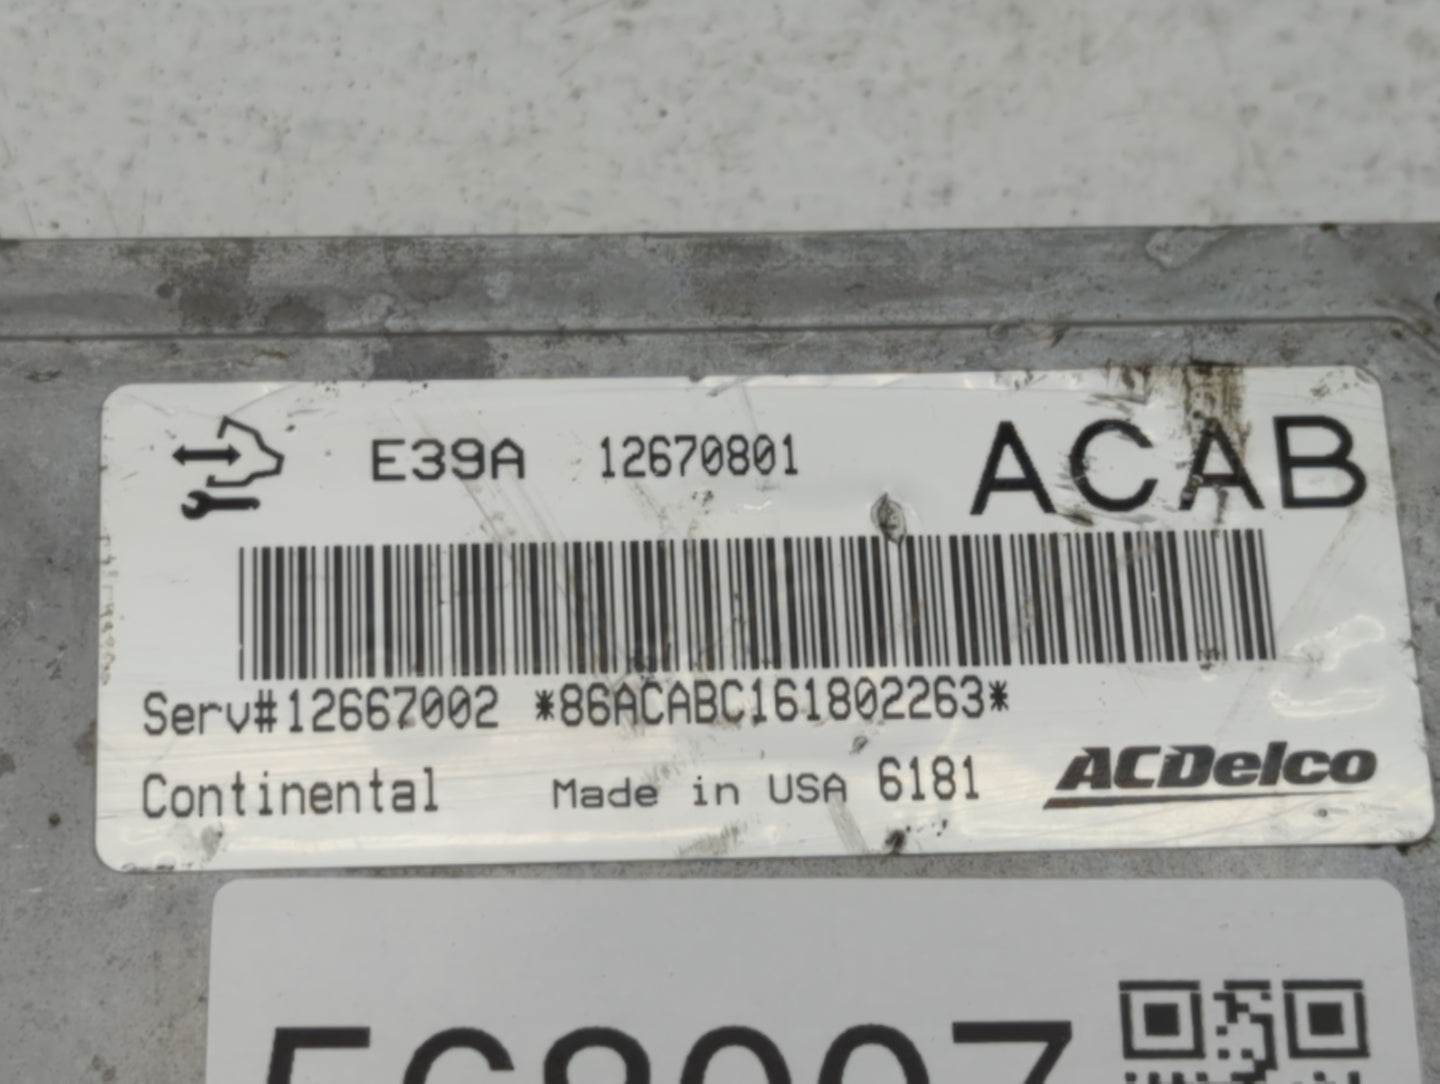 E39A 12670801 ACAB
Serv#12667002 *86ACABC161802263*
Continental Made in USA 6181 ACDelco